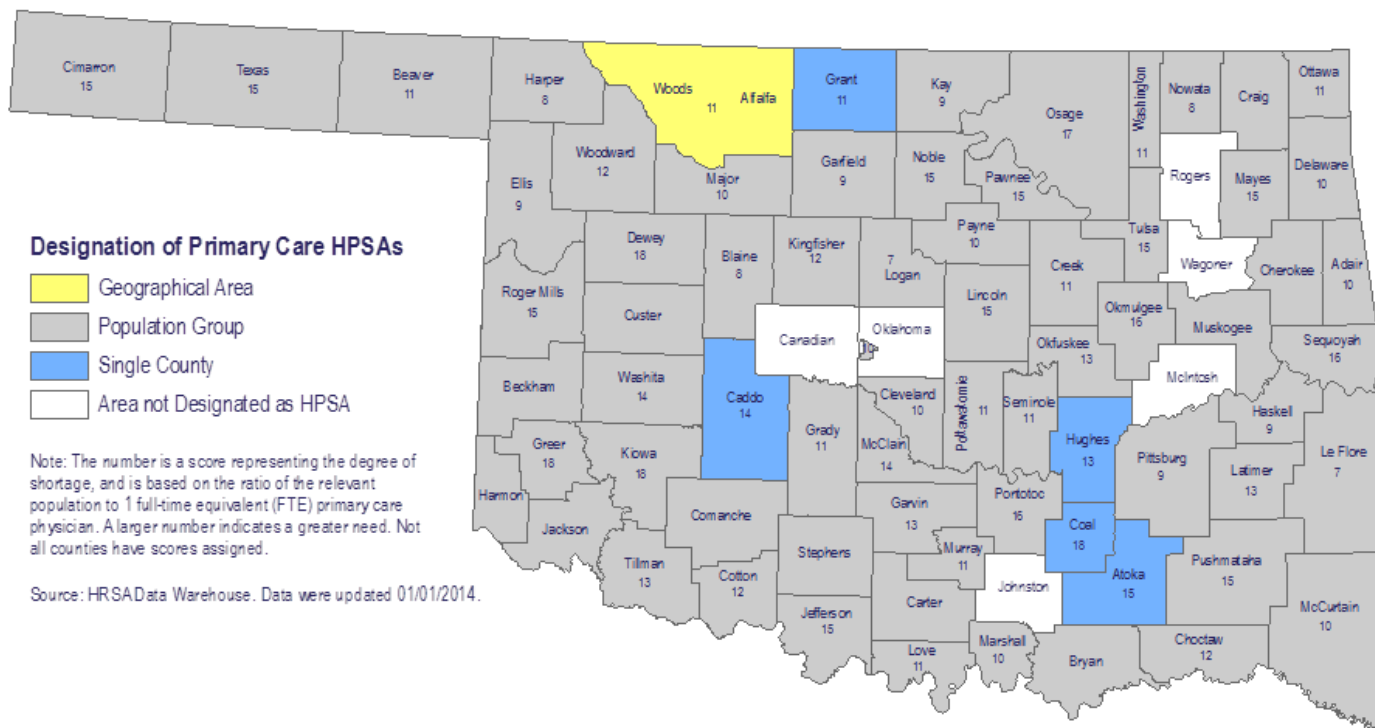 Cimarron
15
Texas
15
Beaver
11
Harper
8
Woods
11
Alfalfa
Grant
11
Kay
9
Osage
17
Washington
11
Nowata
8
Craig
Ottawa
11
Ellis
9
Woodward
12
Major
10
Garfield
9
Noble
15
Pawnee
15
Rogers
Mayes
15
Delaware
10
Designation of Primary Care HPSAs
Geographical Area
Population Group
Single County
Area not Designated as HPSA
Note: The number is a score representing the degree of
shortage, and is based on the ratio of the relevant
population to 1 full-time equivalent (FTE) primary care
physician. A larger number indicates a greater need. Not
all counties have scores assigned.
Source: HRSA Data Warehouse. Data were updated 01/01/2014.
Roger Mills
15
Dewey
18
Blaine
8
Kingfisher
12
7
Logan
Payne
10
Creek
11
Tulsa
15
Wagoner
Cherokee
Adair
10
Custer
Canadian
Oklahoma
Lincoln
15
Okmulgee
16
Muskogee
Sequoyah
16
Okfuskee
13
McIntosh
Beckham
Washita
14
Caddo
14
Grady
11
Cleveland
10
McClain
14
Pottawatomie
11
Seminole
11
Hughes
13
Pittsburg
9
Haskell
9
Latimer
13
Le Flore
7
Greer
18
Kiowa
18
Harmon
Jackson
Comanche
Garvin
13
Pontotoc
16
Coal
18
Tillman
13
Cotton
12
Stephens
Murray
11
Johnston
Atoka
15
Pushmataha
15
McCurtain
10
Jefferson
15
Carter
Love
11
Marshall
10
Bryan
Choctaw
12